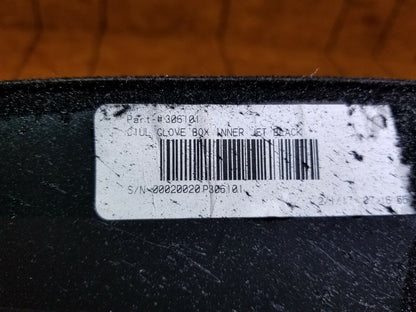 Part # 306101
C1UL GLOVE BOX INNER JET BLACK
S/N 00020020P306101